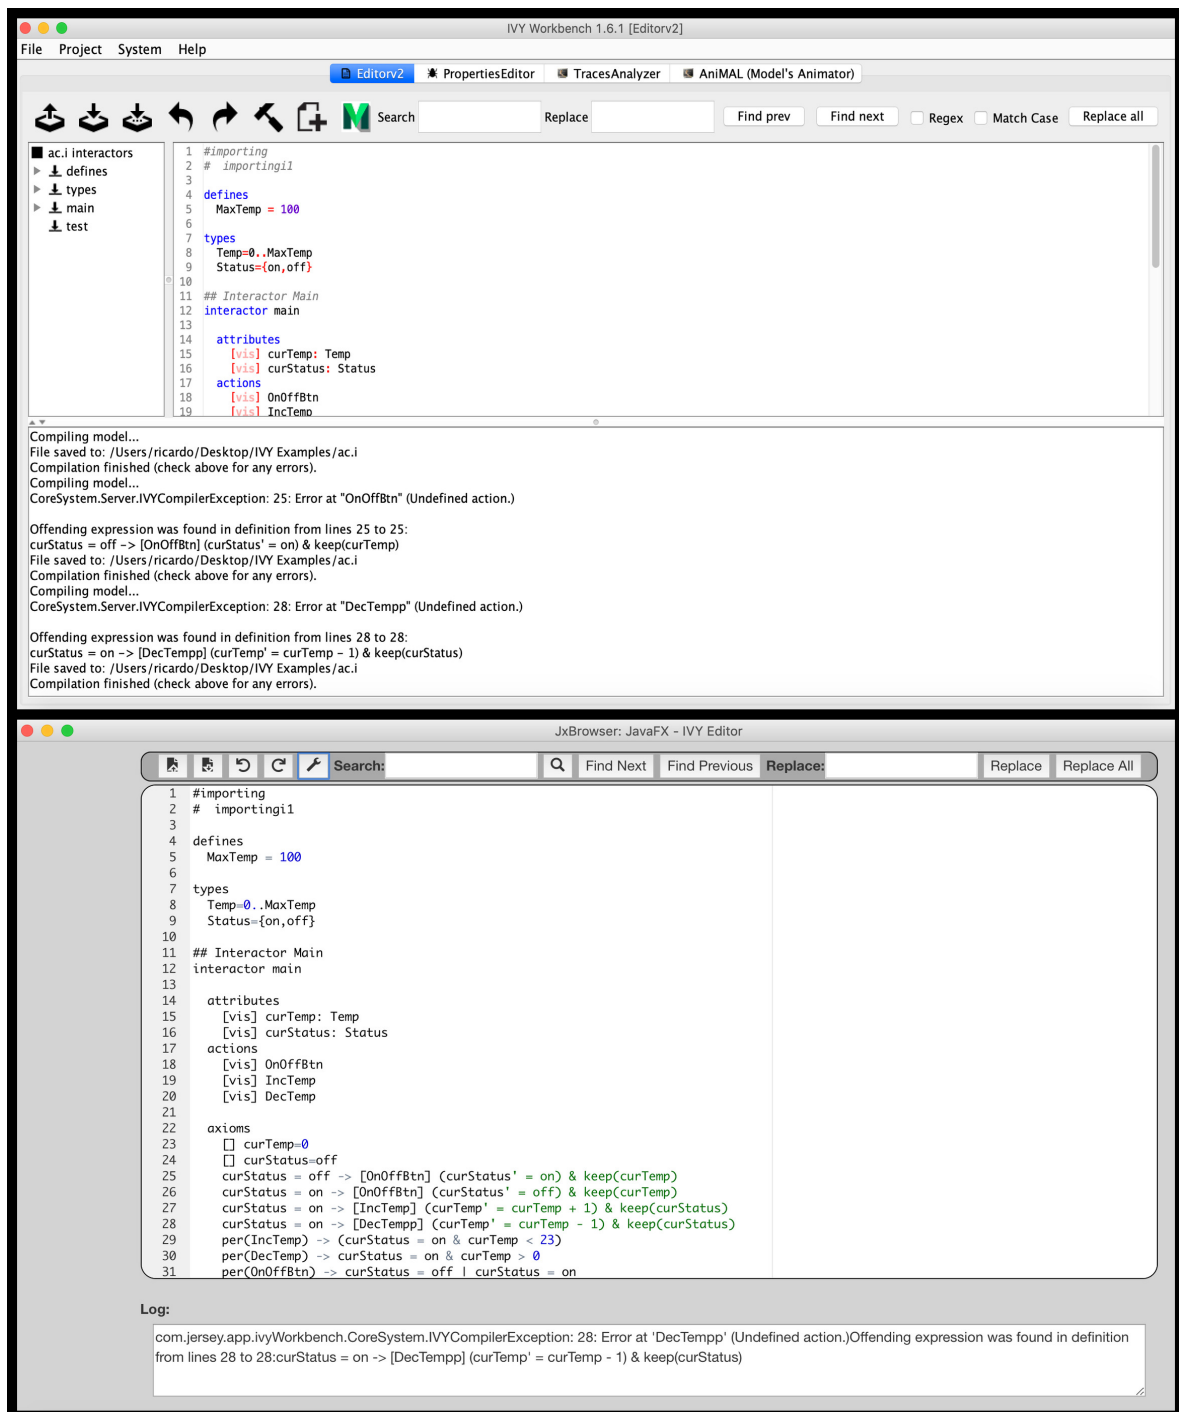 IVY Workbench 1.6.1 [Editorv2]
File Project System Help
Editorv2 PropertiesEditor TracesAnalyzer AniMAL (Model's Animator)
Search Replace Find prev Find next Regex Match Case Replace all
ac.i interactors
defines
types
main
test
1 #importing
2 #  importingi1
3
4 defines
5   MaxTemp = 100
6
7 types
8   Temp=0..MaxTemp
9   Status={on,off}
10
11 ## Interactor Main
12 interactor main
13
14   attributes
15     [vis] curTemp: Temp
16     [vis] curStatus: Status
17   actions
18     [vis] OnOffBtn
19     [vis] IncTemp
Compiling model...
File saved to: /Users/ricardo/Desktop/IVY Examples/ac.i
Compilation finished (check above for any errors).
Compiling model...
CoreSystem.Server.IVYCompilerException: 25: Error at "OnOffBtn" (Undefined action.)
Offending expression was found in definition from lines 25 to 25:
curStatus = off -> [OnOffBtn] (curStatus' = on) & keep(curTemp)
File saved to: /Users/ricardo/Desktop/IVY Examples/ac.i
Compilation finished (check above for any errors).
Compiling model...
CoreSystem.Server.IVYCompilerException: 28: Error at "DecTempp" (Undefined action.)
Offending expression was found in definition from lines 28 to 28:
curStatus = on -> [DecTempp] (curTemp' = curTemp - 1) & keep(curStatus)
File saved to: /Users/ricardo/Desktop/IVY Examples/ac.i
Compilation finished (check above for any errors).
JxBrowser: JavaFX - IVY Editor
Search: Find Next Find Previous Replace: Replace Replace All
1 #importing
2 #  importingi1
3
4 defines
5   MaxTemp = 100
6
7 types
8   Temp=0..MaxTemp
9   Status={on,off}
10
11 ## Interactor Main
12 interactor main
13
14   attributes
15     [vis] curTemp: Temp
16     [vis] curStatus: Status
17   actions
18     [vis] OnOffBtn
19     [vis] IncTemp
20     [vis] DecTemp
21
22   axioms
23     [] curTemp=0
24     [] curStatus=off
25     curStatus = off -> [OnOffBtn] (curStatus' = on) & keep(curTemp)
26     curStatus = on -> [OnOffBtn] (curStatus' = off) & keep(curTemp)
27     curStatus = on -> [IncTemp] (curTemp' = curTemp + 1) & keep(curStatus)
28     curStatus = on -> [DecTempp] (curTemp' = curTemp - 1) & keep(curStatus)
29     per(IncTemp) -> (curStatus = on & curTemp < 23)
30     per(DecTemp) -> curStatus = on & curTemp > 0
31     per(OnOffBtn) -> curStatus = off | curStatus = on
Log:
com.jersey.app.ivyWorkbench.CoreSystem.IVYCompilerException: 28: Error at 'DecTempp' (Undefined action.)Offending expression was found in definition
from lines 28 to 28:curStatus = on -> [DecTempp] (curTemp' = curTemp - 1) & keep(curStatus)